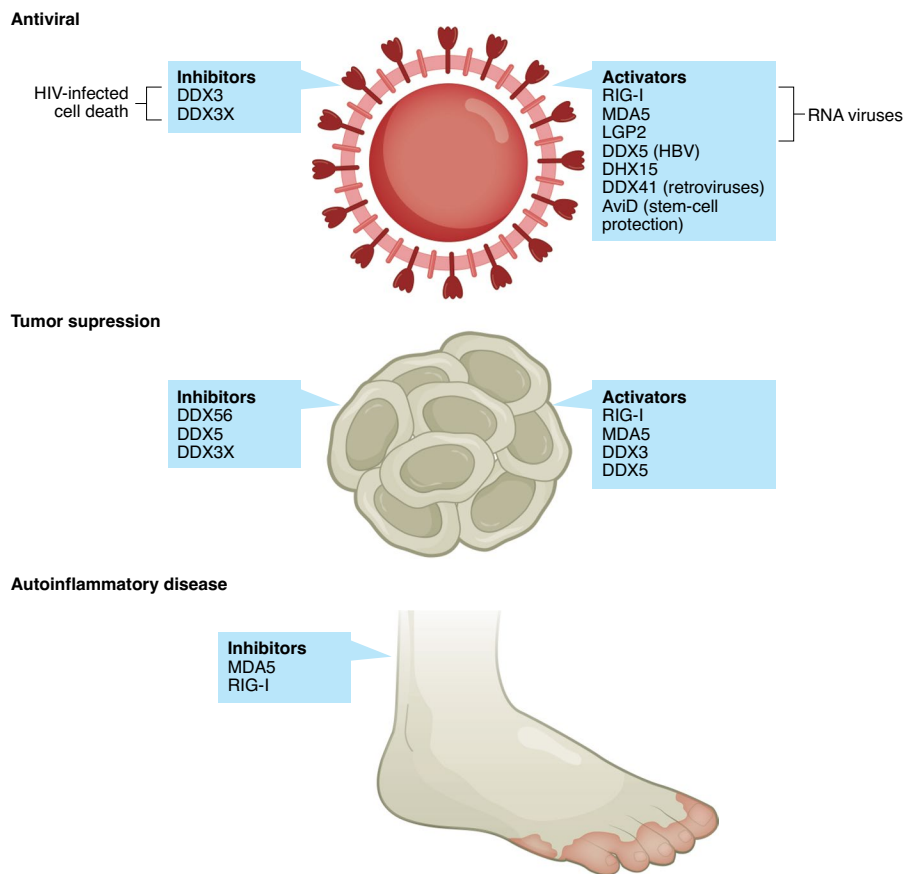 Antiviral
HIV-infected
cell death
Inhibitors
DDX3
DDX3X
Activators
RIG-I
MDA5
LGP2
DDX5 (HBV)
DHX15
DDX41 (retroviruses)
AviD (stem-cell
protection)
RNA viruses
Tumor supression
Inhibitors
DDX56
DDX5
DDX3X
Activators
RIG-I
MDA5
DDX3
DDX5
Autoinflammatory disease
Inhibitors
MDA5
RIG-I